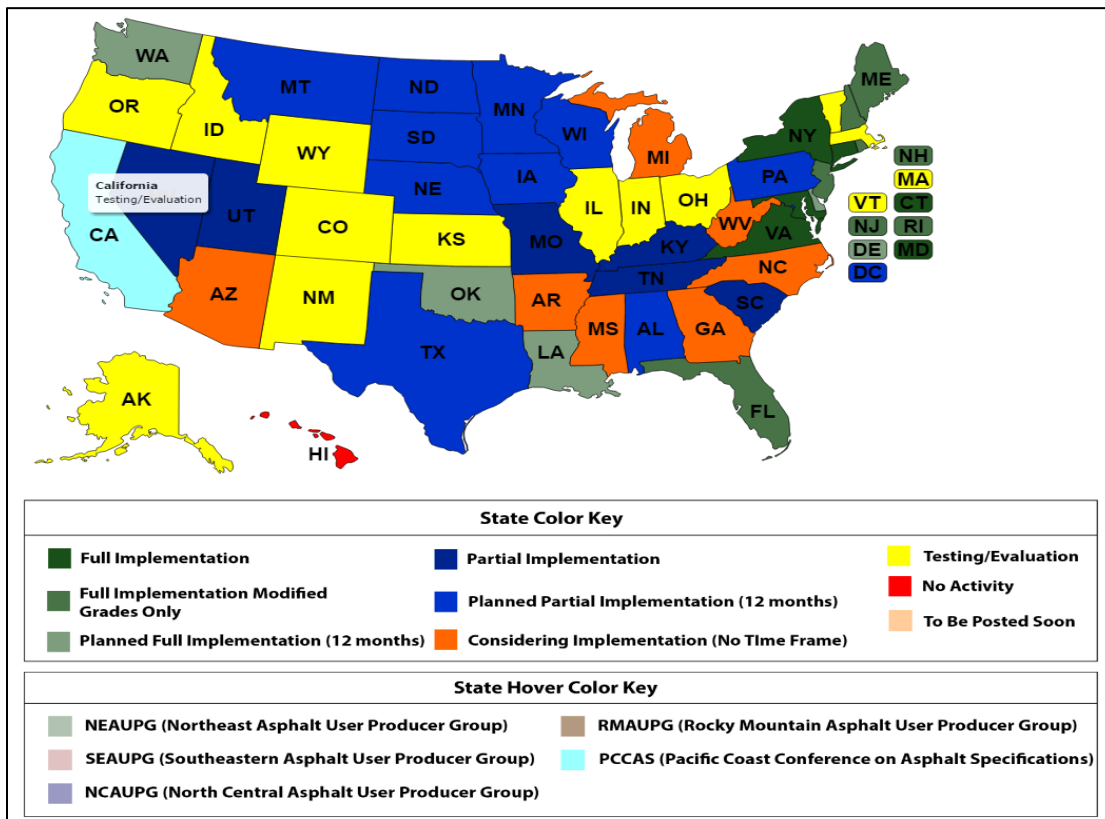 WA
ME
MT
ND
MN
OR
ID
SD
WI
NY
WY
MI
NH
California
Testing/Evaluation
NE
IA
PA
MA
UT
IL
IN
OH
VT
CT
CA
CO
KS
MO
KY
WV
VA
NJ
RI
DE
MD
AZ
NM
OK
TN
NC
DC
AR
SC
MS
AL
GA
TX
LA
AK
FL
HI
State Color Key
Full Implementation
Partial Implementation
Testing/Evaluation
Full Implementation Modified
Grades Only
Planned Partial Implementation (12 months)
No Activity
Planned Full Implementation (12 months)
Considering Implementation (No TIme Frame)
To Be Posted Soon
State Hover Color Key
NEAUPG (Northeast Asphalt User Producer Group)
RMAUPG (Rocky Mountain Asphalt User Producer Group)
SEAUPG (Southeastern Asphalt User Producer Group)
PCCAS (Pacific Coast Conference on Asphalt Specifications)
NCAUPG (North Central Asphalt User Producer Group)